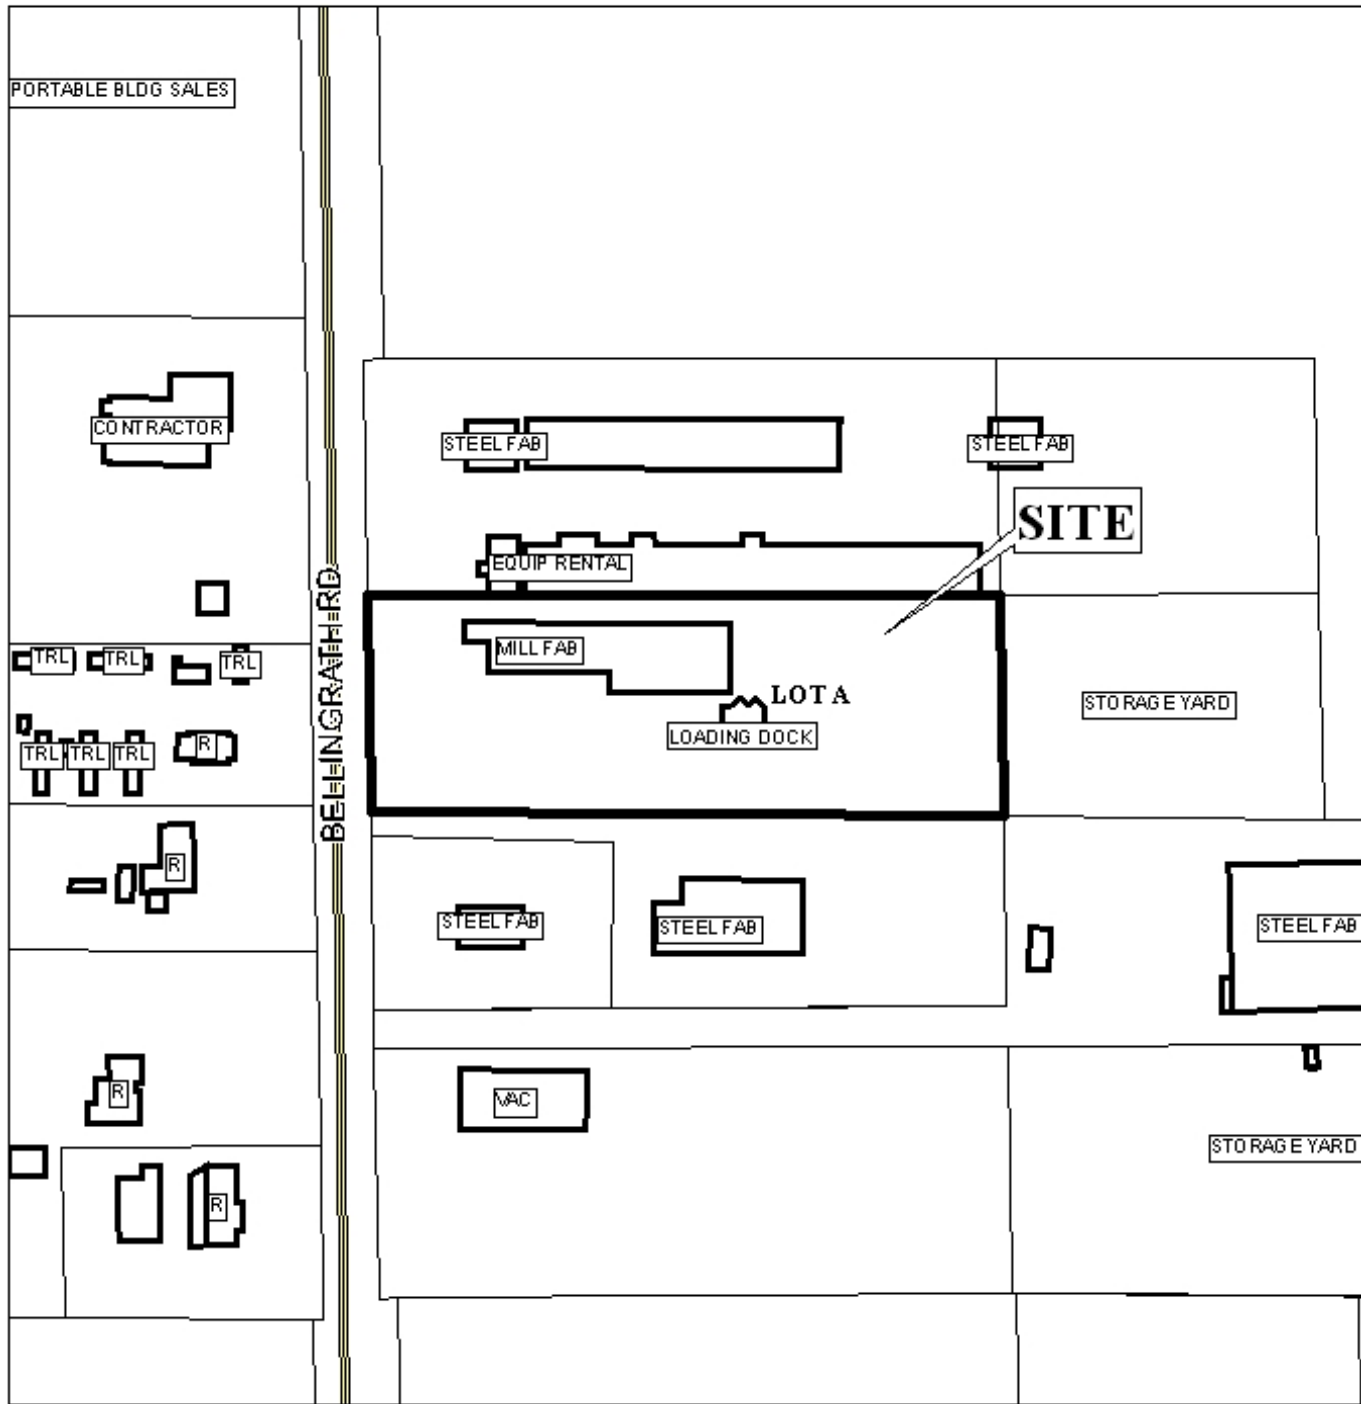 PORTABLE BLDG SALES
CONTRACTOR
STEEL FAB
STEEL FAB
SITE
EQUIP RENTAL
BELLINGRATH RD
MILL FAB
TRL
TRL
TRL
LOT A
STORAGE YARD
LOADING DOCK
TRL
TRL
TRL
R
R
STEEL FAB
STEEL FAB
STEEL FAB
R
VAC
STORAGE YARD
R